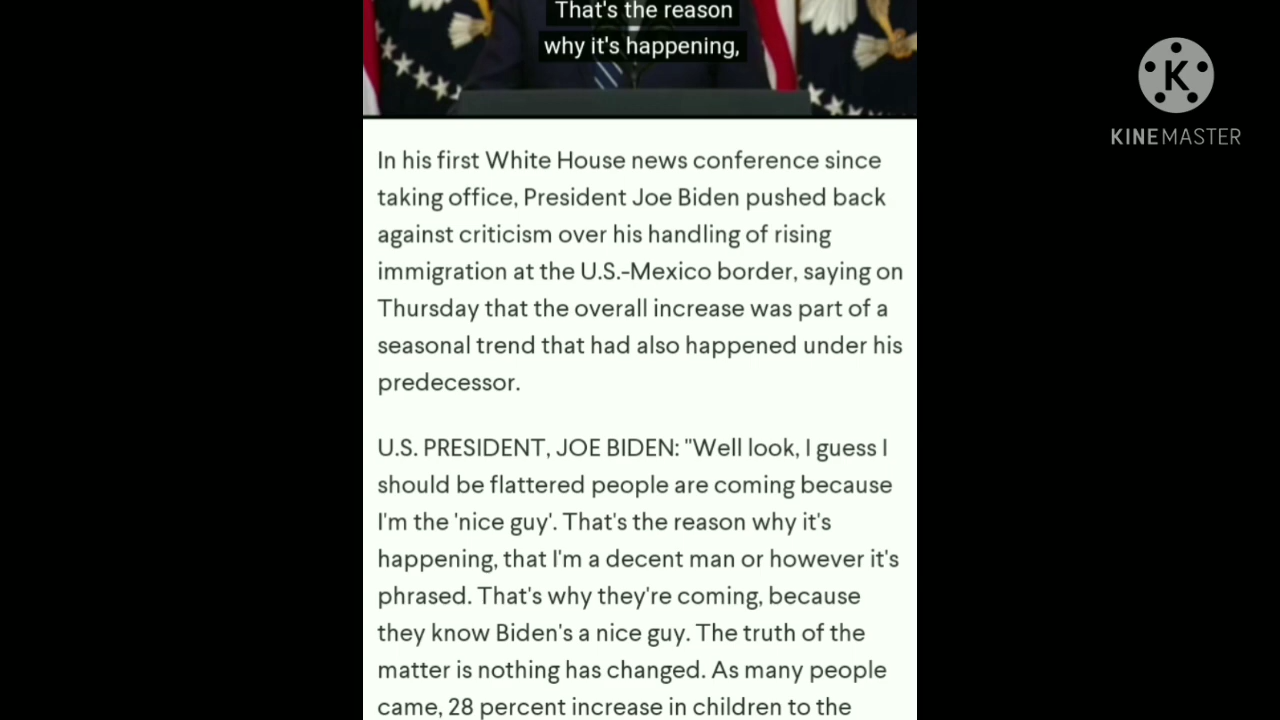 That's the reason
why it's happening,
K
KINEMASTER
In his first White House news conference since
taking office, President Joe Biden pushed back
against criticism over his handling of rising
immigration at the U.S.-Mexico border, saying on
Thursday that the overall increase was part of a
seasonal trend that had also happened under his
predecessor.
U.S. PRESIDENT, JOE BIDEN: "Well look, I guess I
should be flattered people are coming because
I'm the 'nice guy'. That's the reason why it's
happening, that I'm a decent man or however it's
phrased. That's why they're coming, because
they know Biden's a nice guy. The truth of the
matter is nothing has changed. As many people
came, 28 percent increase in children to the